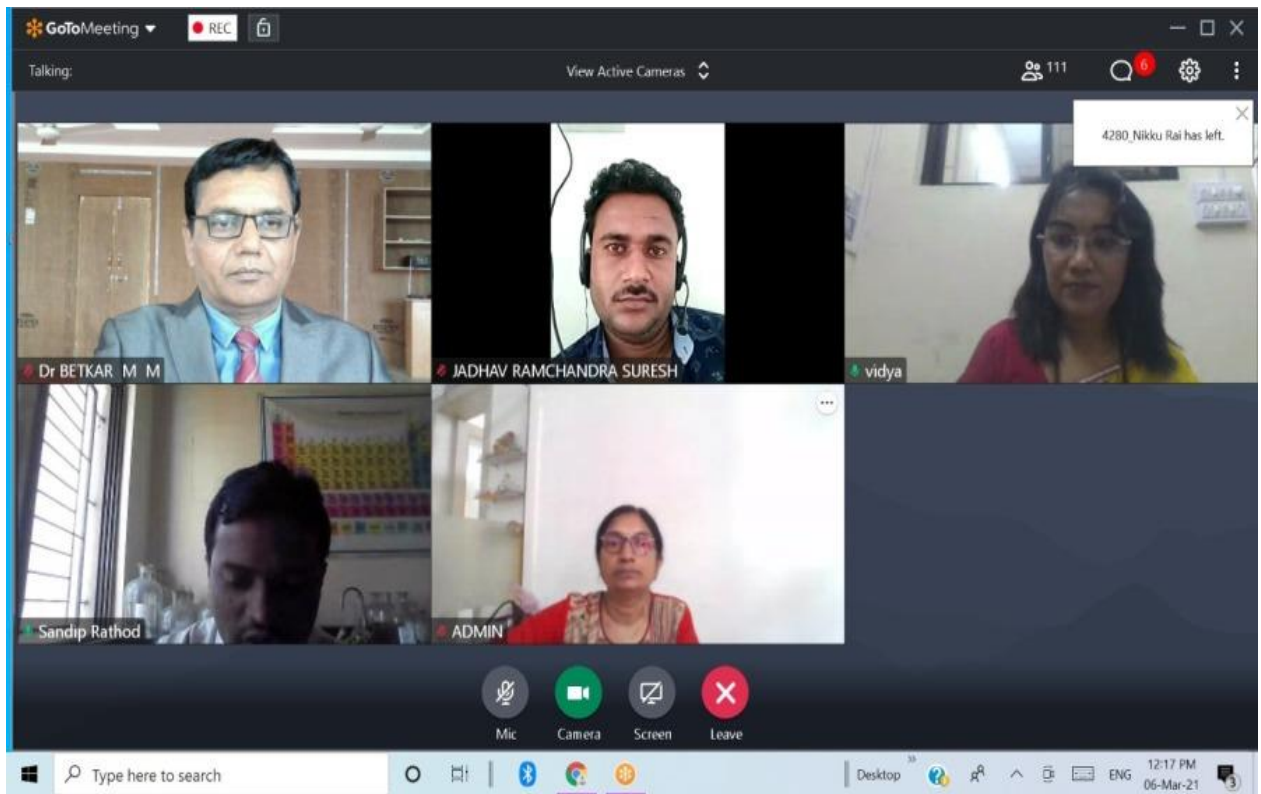 GoToMeeting
REC
Talking:
View Active Cameras
111
6
4280_Nikku Rai has left.
Dr BETKAR M M
JADHAV RAMCHANDRA SURESH
vidya
Sandip Rathod
ADMIN
Mic
Camera
Screen
Leave
Type here to search
Desktop
ENG
12:17 PM
06-Mar-21
3